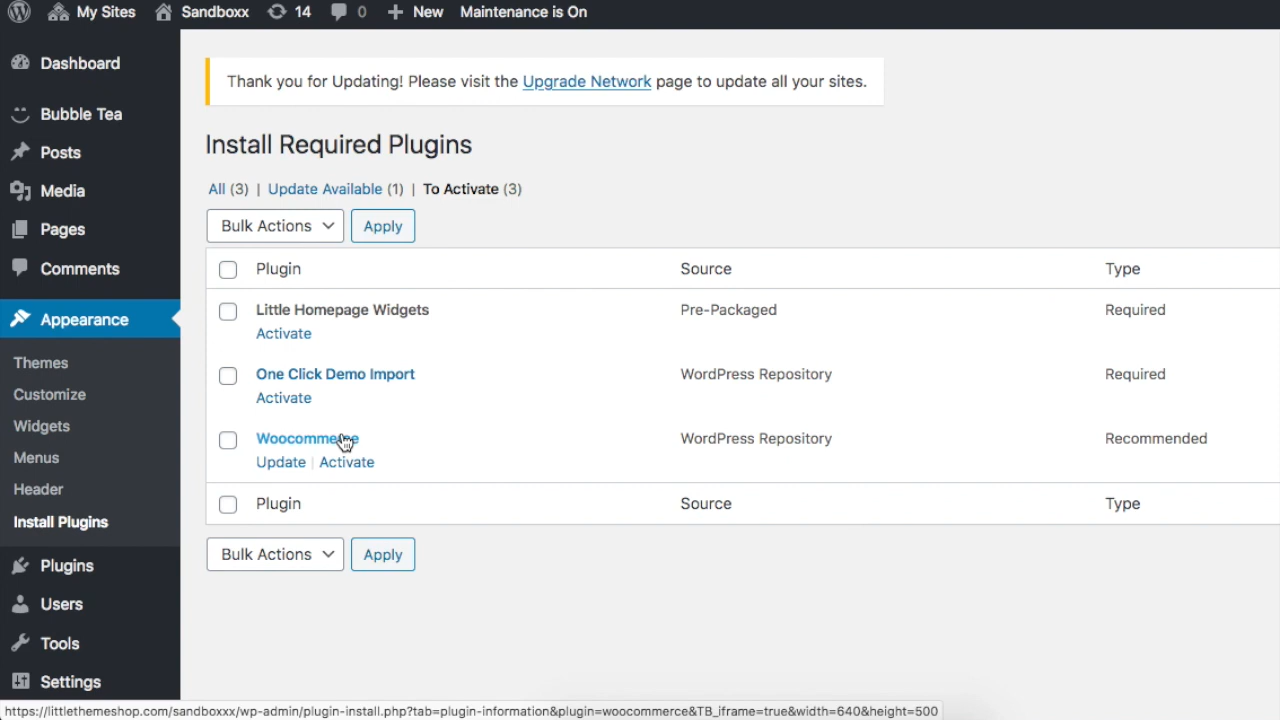 My Sites Sandboxx 14 0 New Maintenance is On
Dashboard
Bubble Tea
Posts
Media
Pages
Comments
Appearance
Themes
Customize
Widgets
Menus
Header
Install Plugins
Plugins
Users
Tools
Settings
Thank you for Updating! Please visit the Upgrade Network page to update all your sites.
Install Required Plugins
All (3) | Update Available (1) | To Activate (3)
Bulk Actions Apply
Plugin Source Type
Little Homepage Widgets Pre-Packaged Required
Activate
One Click Demo Import WordPress Repository Required
Activate
Woocommerce WordPress Repository Recommended
Update | Activate
Plugin Source Type
Bulk Actions Apply
https://littlethemeshop.com/sandboxxx/wp-admin/plugin-install.php?tab=plugin-information&plugin=woocommerce&TB_iframe=true&width=640&height=500